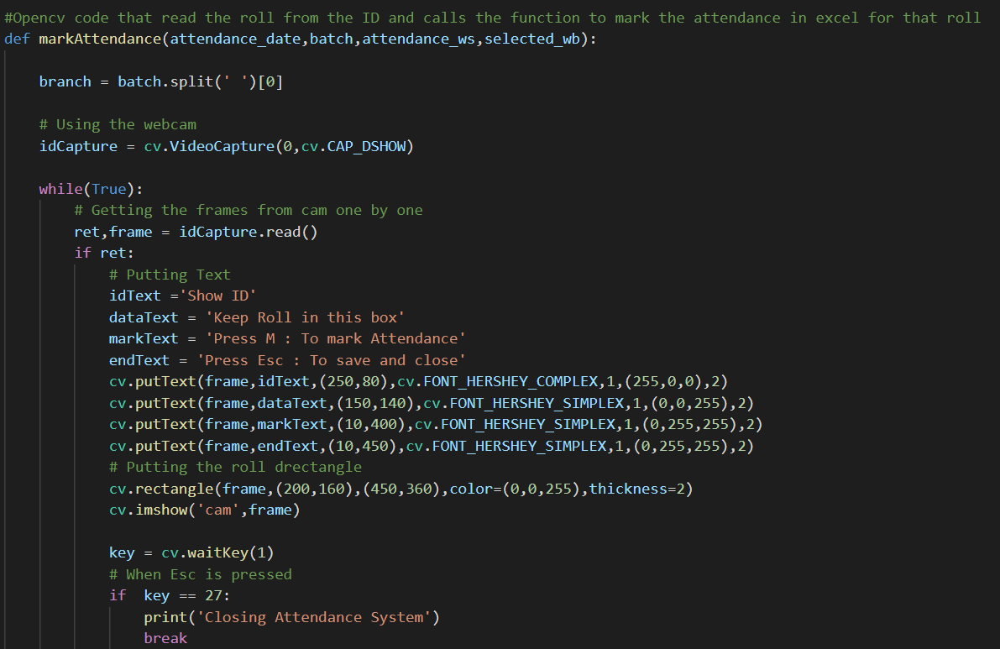 #Opencv code that read the roll from the ID and calls the function to mark the attendance in excel for that roll
def markAttendance(attendance_date,batch,attendance_ws,selected_wb):
branch = batch.split(' ')[0]
# Using the webcam
idCapture = cv.VideoCapture(0,cv.CAP_DSHOW)
while(True):
# Getting the frames from cam one by one
ret,frame = idCapture.read()
if ret:
# Putting Text
idText ='Show ID'
dataText = 'Keep Roll in this box'
markText = 'Press M : To mark Attendance'
endText = 'Press Esc : To save and close'
cv.putText(frame,idText,(250,80),cv.FONT_HERSHEY_COMPLEX,1,(255,0,0),2)
cv.putText(frame,dataText,(150,140),cv.FONT_HERSHEY_SIMPLEX,1,(0,0,255),2)
cv.putText(frame,markText,(10,400),cv.FONT_HERSHEY_SIMPLEX,1,(0,255,255),2)
cv.putText(frame,endText,(10,450),cv.FONT_HERSHEY_SIMPLEX,1,(0,255,255),2)
# Putting the roll drectangle
cv.rectangle(frame,(200,160),(450,360),color=(0,0,255),thickness=2)
cv.imshow('cam',frame)
key = cv.waitKey(1)
# When Esc is pressed
if  key == 27:
print('Closing Attendance System')
break